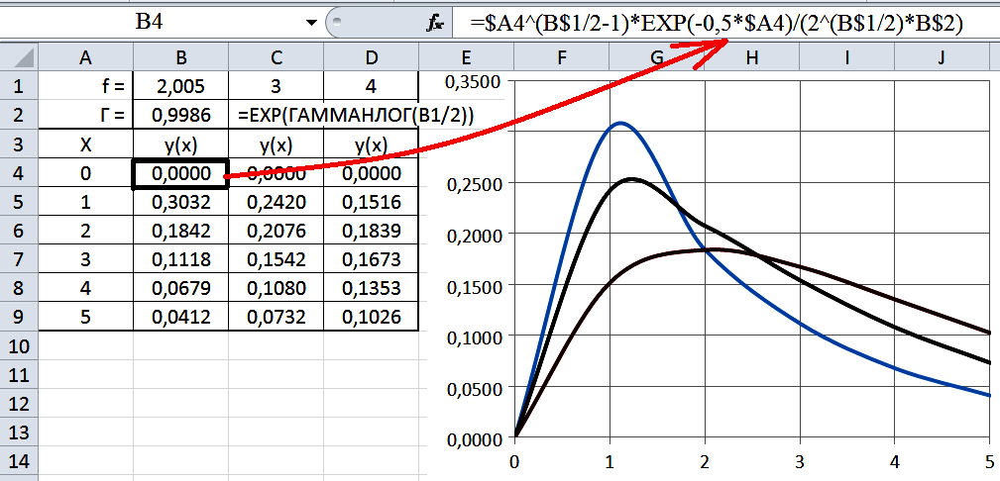 B4 fx =$A4^(B$1/2-1)*EXP(-0,5*$A4)/(2^(B$1/2)*B$2)
A B C D E F G H I J
1 f = 2,005 3 4
2 Г = 0,9986 =EXP(ГАММАНЛОГ(B1/2))
3 X y(x) y(x) y(x)
4 0 0,0000 0,0000 0,0000
5 1 0,3032 0,2420 0,1516
6 2 0,1842 0,2076 0,1839
7 3 0,1118 0,1542 0,1673
8 4 0,0679 0,1080 0,1353
9 5 0,0412 0,0732 0,1026
10
11
12
13
14
0,3500
0,2500
0,2000
0,1500
0,1000
0,0500
0,0000
0 1 2 3 4 5